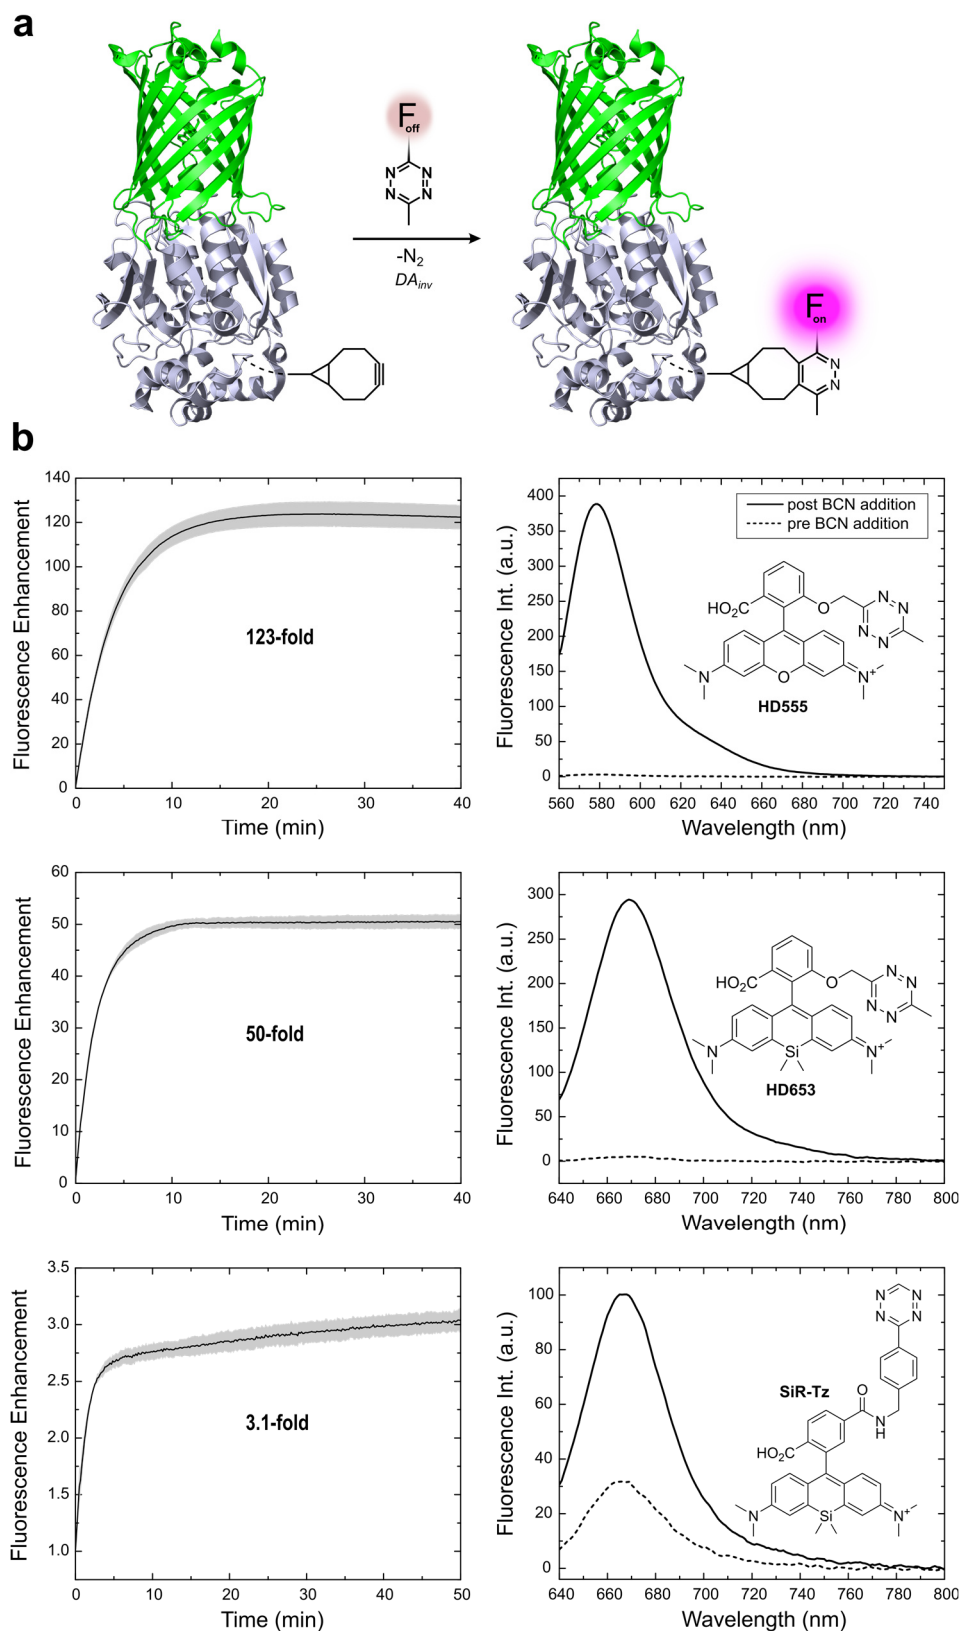 a
F
off
N N
N N
-N2
DAinv
F
on
N
N
b
Fluorescence Enhancement
140
120
100
80
60
40
20
0
123-fold
0 10 20 30 40
Time (min)
Fluorescence Int. (a.u.)
400
350
300
250
200
150
100
50
0
post BCN addition
pre BCN addition
HO2C O N N
N N
N O N+
HD555
560 580 600 620 640 660 680 700 720 740
Wavelength (nm)
Fluorescence Enhancement
60
50
40
30
20
10
0
50-fold
0 10 20 30 40
Time (min)
Fluorescence Int. (a.u.)
300
250
200
150
100
50
0
HO2C O N N
N N
N Si N+
HD653
640 660 680 700 720 740 760 780 800
Wavelength (nm)
Fluorescence Enhancement
3.5
3.0
2.5
2.0
1.5
1.0
3.1-fold
0 10 20 30 40 50
Time (min)
Fluorescence Int. (a.u.)
100
80
60
40
20
0
N N
N N
SiR-Tz
O
N
H
HO2C
N Si N+
640 660 680 700 720 740 760 780 800
Wavelength (nm)